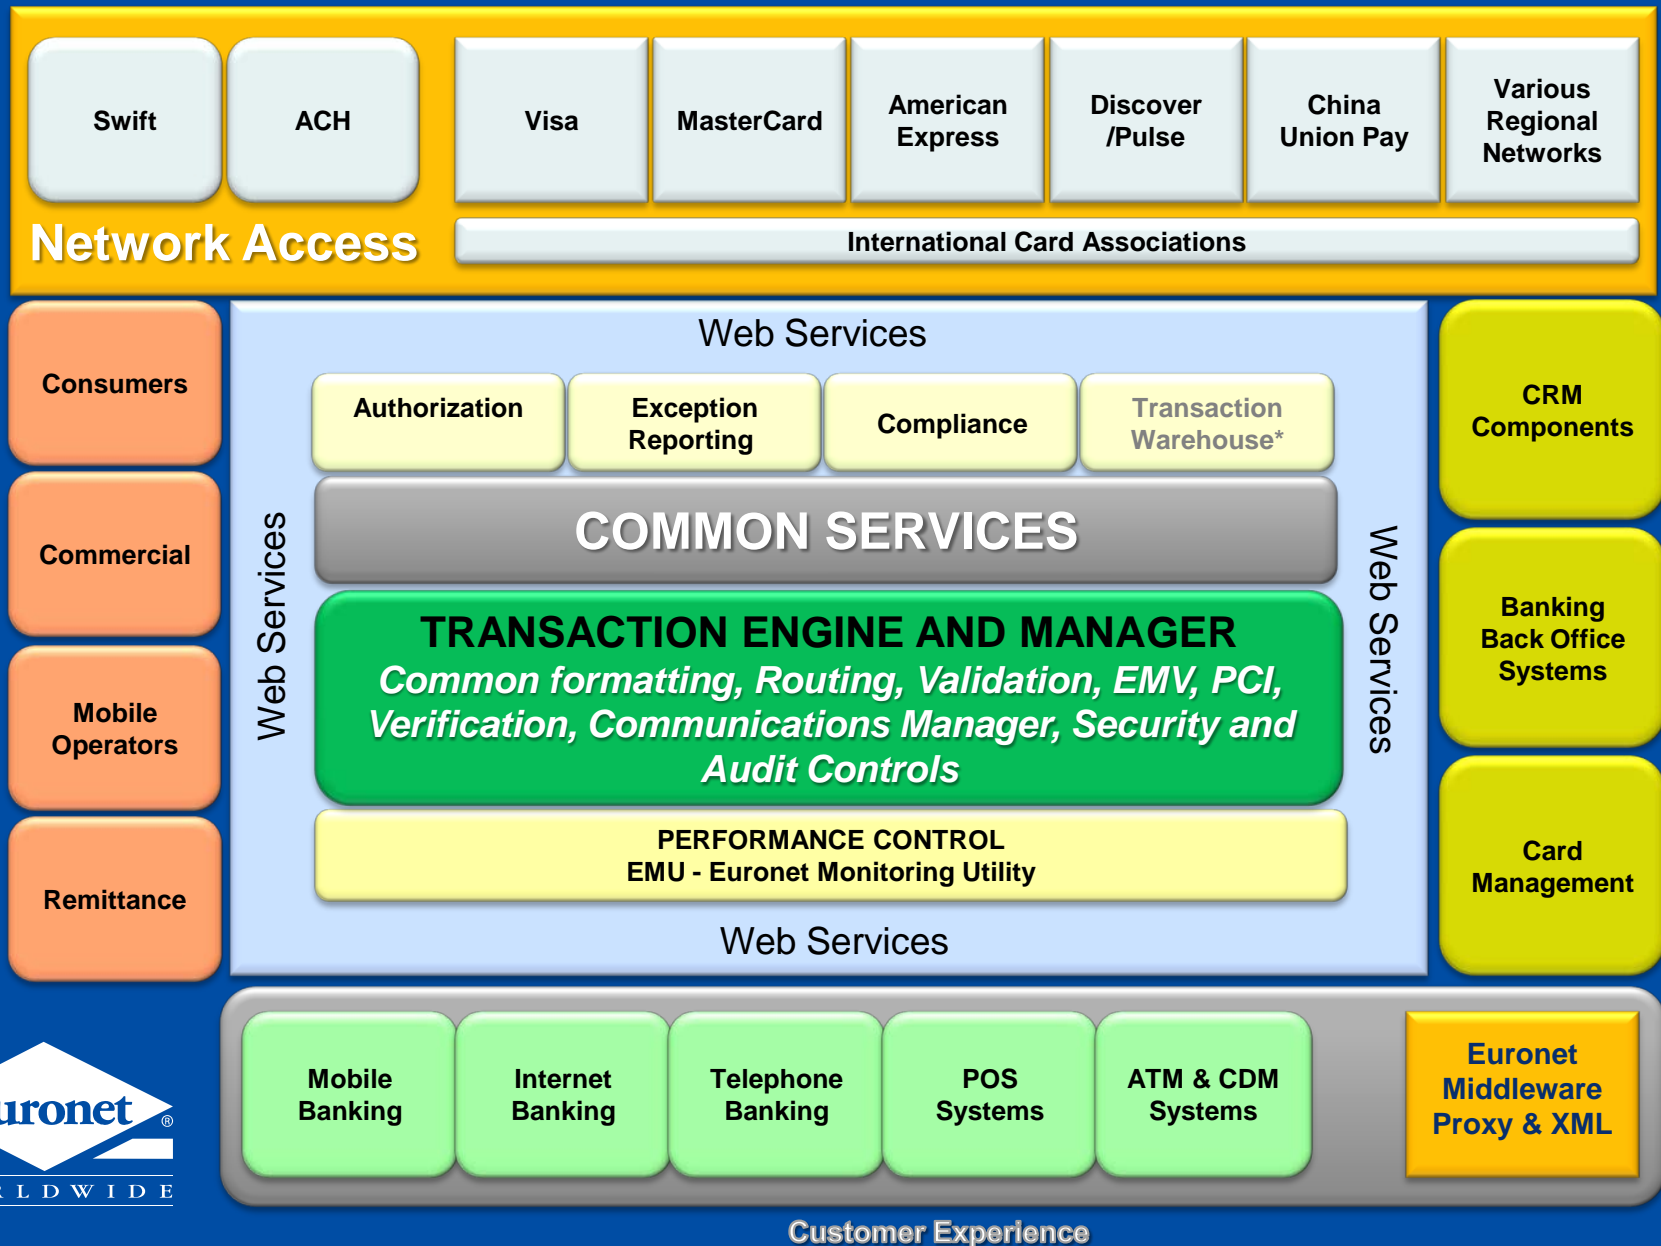 Swift
ACH
Visa
MasterCard
American
Express
Discover
/Pulse
China
Union Pay
Various
Regional
Networks
Network Access
International Card Associations
Consumers
Commercial
Mobile
Operators
Remittance
Web Services
Web Services
Authorization
Exception
Reporting
Compliance
Transaction
Warehouse*
COMMON SERVICES
TRANSACTION ENGINE AND MANAGER
Common formatting, Routing, Validation, EMV, PCI,
Verification, Communications Manager, Security and
Audit Controls
PERFORMANCE CONTROL
EMU - Euronet Monitoring Utility
Web Services
Web Services
CRM
Components
Banking
Back Office
Systems
Card
Management
uronet ®
RLDWIDE
Mobile
Banking
Internet
Banking
Telephone
Banking
POS
Systems
ATM & CDM
Systems
Euronet
Middleware
Proxy & XML
Customer Experience